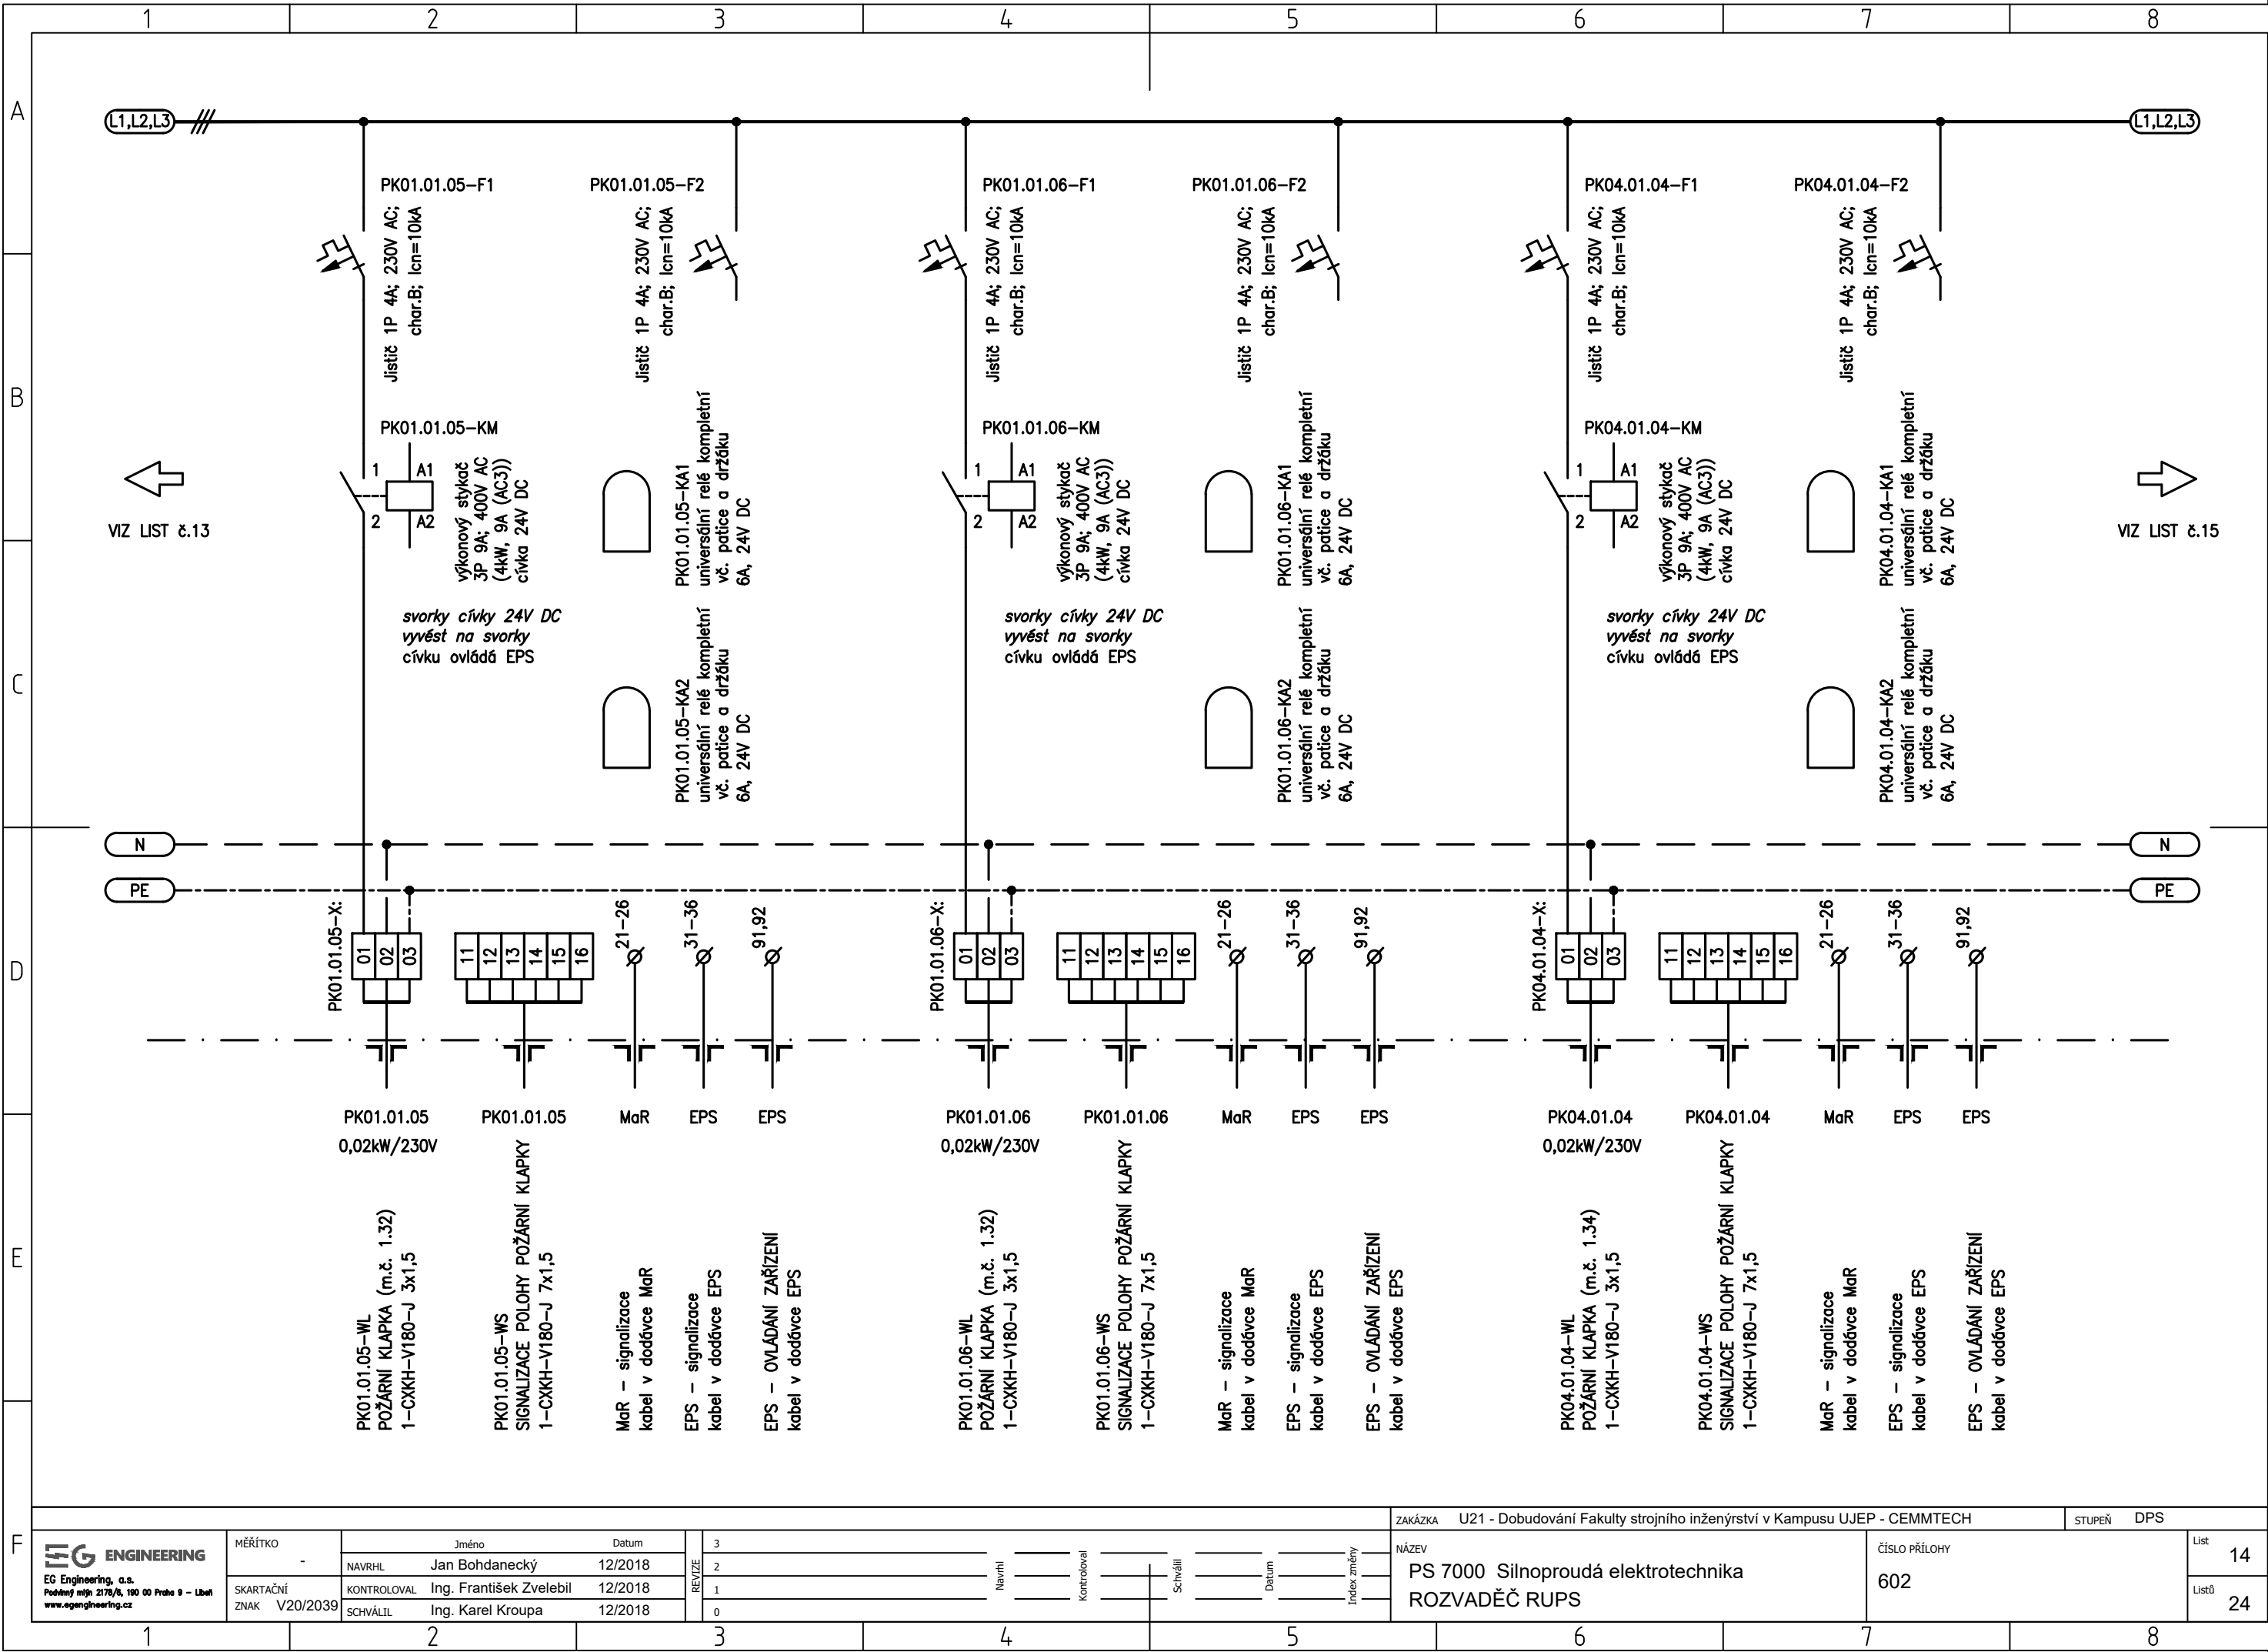 1 2 3 4 5 6 7 8
A
B
C
D
E
F
L1,L2,L3
L1,L2,L3
PK01.01.05-F1
Jistič 1P 4A; 230V AC;
char.B; Icn=10kA
PK01.01.05-F2
Jistič 1P 4A; 230V AC;
char.B; Icn=10kA
PK01.01.06-F1
Jistič 1P 4A; 230V AC;
char.B; Icn=10kA
PK01.01.06-F2
Jistič 1P 4A; 230V AC;
char.B; Icn=10kA
PK04.01.04-F1
Jistič 1P 4A; 230V AC;
char.B; Icn=10kA
PK04.01.04-F2
Jistič 1P 4A; 230V AC;
char.B; Icn=10kA
VIZ LIST č.13
PK01.01.05-KM
1
2
A1
A2
výkonový stykač
3P 9A; 400V AC
(4kW, 9A (AC3))
cívka 24V DC
svorky cívky 24V DC
vyvést na svorky
cívku ovládá EPS
PK01.01.05-KA1
universální relé kompletní
vč. patice a držáku
6A, 24V DC
PK01.01.05-KA2
universální relé kompletní
vč. patice a držáku
6A, 24V DC
PK01.01.06-KM
1
2
A1
A2
výkonový stykač
3P 9A; 400V AC
(4kW, 9A (AC3))
cívka 24V DC
svorky cívky 24V DC
vyvést na svorky
cívku ovládá EPS
PK01.01.06-KA1
universální relé kompletní
vč. patice a držáku
6A, 24V DC
PK01.01.06-KA2
universální relé kompletní
vč. patice a držáku
6A, 24V DC
PK04.01.04-KM
1
2
A1
A2
výkonový stykač
3P 9A; 400V AC
(4kW, 9A (AC3))
cívka 24V DC
svorky cívky 24V DC
vyvést na svorky
cívku ovládá EPS
PK04.01.04-KA1
universální relé kompletní
vč. patice a držáku
6A, 24V DC
PK04.01.04-KA2
universální relé kompletní
vč. patice a držáku
6A, 24V DC
VIZ LIST č.15
N
N
PE
PE
PK01.01.05-X:
01 02 03
11 12 13 14 15 16
21-26
31-36
91,92
PK01.01.06-X:
01 02 03
11 12 13 14 15 16
21-26
31-36
91,92
PK04.01.04-X:
01 02 03
11 12 13 14 15 16
21-26
31-36
91,92
PK01.01.05
0,02kW/230V
PK01.01.05
MaR
EPS
EPS
PK01.01.06
0,02kW/230V
PK01.01.06
MaR
EPS
EPS
PK04.01.04
0,02kW/230V
PK04.01.04
MaR
EPS
EPS
PK01.01.05-WL
POŽÁRNÍ KLAPKA (m.č. 1.32)
1-CXKH-V180-J 3x1,5
PK01.01.05-WS
SIGNALIZACE POLOHY POŽÁRNÍ KLAPKY
1-CXKH-V180-J 7x1,5
MaR - signalizace
kabel v dodávce MaR
EPS - signalizace
kabel v dodávce EPS
EPS - OVLÁDÁNÍ ZAŘÍZENÍ
kabel v dodávce EPS
PK01.01.06-WL
POŽÁRNÍ KLAPKA (m.č. 1.32)
1-CXKH-V180-J 3x1,5
PK01.01.06-WS
SIGNALIZACE POLOHY POŽÁRNÍ KLAPKY
1-CXKH-V180-J 7x1,5
MaR - signalizace
kabel v dodávce MaR
EPS - signalizace
kabel v dodávce EPS
EPS - OVLÁDÁNÍ ZAŘÍZENÍ
kabel v dodávce EPS
PK04.01.04-WL
POŽÁRNÍ KLAPKA (m.č. 1.34)
1-CXKH-V180-J 3x1,5
PK04.01.04-WS
SIGNALIZACE POLOHY POŽÁRNÍ KLAPKY
1-CXKH-V180-J 7x1,5
MaR - signalizace
kabel v dodávce MaR
EPS - signalizace
kabel v dodávce EPS
EPS - OVLÁDÁNÍ ZAŘÍZENÍ
kabel v dodávce EPS
EG ENGINEERING
EG Engineering, a.s.
Podvinný mlýn 2178/6, 190 00 Praha 9 - Libeň
www.egengineering.cz
MĚŘÍTKO
-
SKARTAČNÍ
ZNAK V20/2039
Jméno Datum
NAVRHL Jan Bohdanecký 12/2018
KONTROLOVAL Ing. František Zvelebil 12/2018
SCHVÁLIL Ing. Karel Kroupa 12/2018
REVIZE
3
2
1
0
Navrhl
Kontroloval
Schválil
Datum
Index změny
ZAKÁZKA U21 - Dobudování Fakulty strojního inženýrství v Kampusu UJEP - CEMMTECH
STUPEŇ DPS
NÁZEV
PS 7000 Silnoproudá elektrotechnika
ROZVADĚČ RUPS
ČÍSLO PŘÍLOHY
602
List
14
Listů
24
1 2 3 4 5 6 7 8